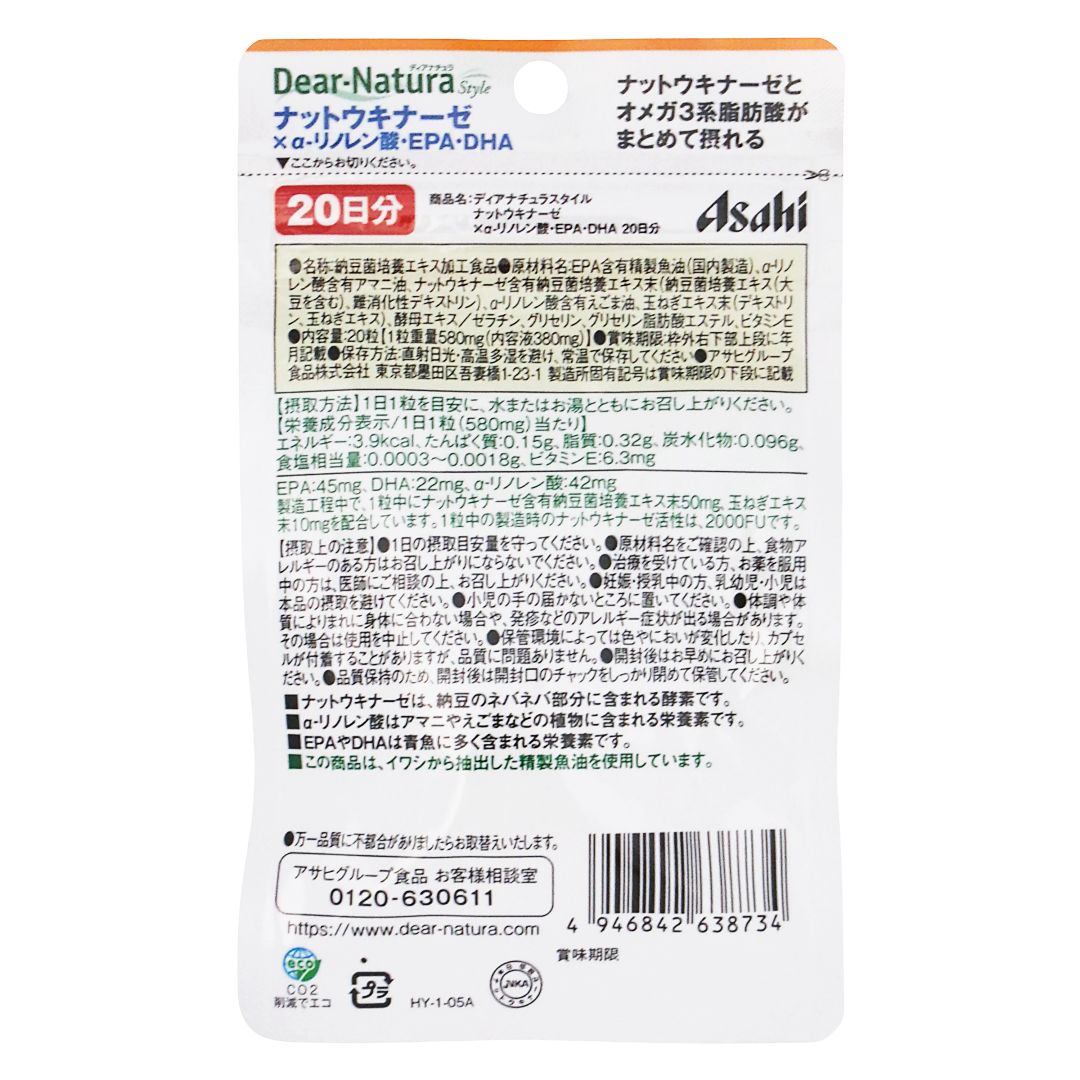 ディアナチュラ
Dear-Natura Style
ナットウキナーゼ
×α-リノレン酸・EPA・DHA
▼ここからお切りください。
ナットウキナーゼと
オメガ3系脂肪酸が
まとめて摂れる
20日分
商品名:ディアナチュラスタイル
ナットウキナーゼ
×α-リノレン酸・EPA・DHA 20日分
Asahi
●名称:納豆菌培養エキス加工食品●原材料名:EPA含有精製魚油(国内製造)、α-リノ
レン酸含有アマニ油、ナットウキナーゼ含有納豆菌培養エキス末(納豆菌培養エキス(大
豆を含む)、難消化性デキストリン)、α-リノレン酸含有えごま油、玉ねぎエキス末(デキストリ
ン、玉ねぎエキス)、酵母エキス/ゼラチン、グリセリン、グリセリン脂肪酸エステル、ビタミンE
●内容量:20粒【1粒重量580mg(内容液380mg)】●賞味期限:枠外右下部上段に年
月記載●保存方法:直射日光・高温多湿を避け、常温で保存してください●アサヒグループ
食品株式会社 東京都墨田区吾妻橋1-23-1 製造所固有記号は賞味期限の下段に記載
【摂取方法】1日1粒を目安に、水またはお湯とともにお召し上がりください。
【栄養成分表示/1日1粒(580mg)当たり】
エネルギー:3.9kcal、たんぱく質:0.15g、脂質:0.32g、炭水化物:0.096g、
食塩相当量:0.0003～0.0018g、ビタミンE:6.3mg
EPA:45mg、DHA:22mg、α-リノレン酸:42mg
製造工程中で、1粒中にナットウキナーゼ含有納豆菌培養エキス末50mg、玉ねぎエキス
末10mgを配合しています。1粒中の製造時のナットウキナーゼ活性は、2000FUです。
【摂取上の注意】●1日の摂取目安量を守ってください。●原材料名をご確認の上、食物ア
レルギーのある方はお召し上がりにならないでください。●治療を受けている方、お薬を服用
中の方は、医師にご相談の上、お召し上がりください。●妊娠・授乳中の方、乳幼児・小児は
本品の摂取を避けてください。●小児の手の届かないところに置いてください。●体調や体
質によりまれに身体に合わない場合や、発疹などのアレルギー症状が出る場合があります。
その場合は使用を中止してください。●保管環境によっては色やにおいが変化したり、カプセ
ルが付着することがありますが、品質に問題ありません。●開封後はお早めにお召し上がりく
ださい。●品質保持のため、開封後は開封口のチャックをしっかり閉めて保管してください。
■ナットウキナーゼは、納豆のネバネバ部分に含まれる酵素です。
■α-リノレン酸はアマニやえごまなどの植物に含まれる栄養素です。
■EPAやDHAは青魚に多く含まれる栄養素です。
■この商品は、イワシから抽出した精製魚油を使用しています。
●万一品質に不都合がありましたらお取替えいたします。
アサヒグループ食品 お客様相談室
0120-630611
https://www.dear-natura.com
4 946842 638734
賞味期限
eco
CO2
削減でエコ
プラ
HY-1-05A
JNKA